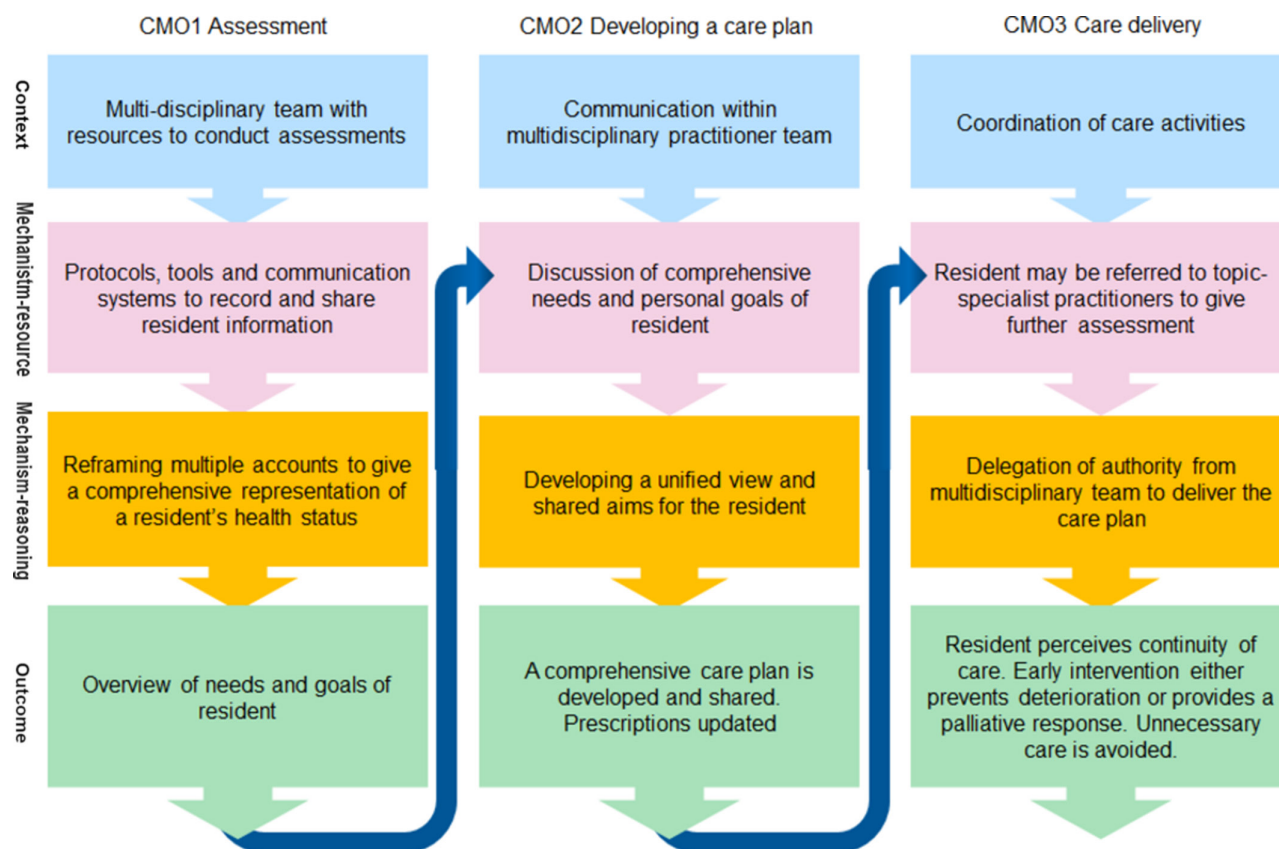 CMO1 Assessment
CMO2 Developing a care plan
CMO3 Care delivery
Context
Multi-disciplinary team with
resources to conduct assessments
Communication within
multidisciplinary practitioner team
Coordination of care activities
Mechanistm-resource
Protocols, tools and communication
systems to record and share
resident information
Discussion of comprehensive
needs and personal goals of
resident
Resident may be referred to topic-
specialist practitioners to give
further assessment
Mechanism-reasoning
Reframing multiple accounts to give
a comprehensive representation of
a resident's health status
Developing a unified view and
shared aims for the resident
Delegation of authority from
multidisciplinary team to deliver the
care plan
Outcome
Overview of needs and goals of
resident
A comprehensive care plan is
developed and shared.
Prescriptions updated
Resident perceives continuity of
care. Early intervention either
prevents deterioration or provides a
palliative response. Unnecessary
care is avoided.